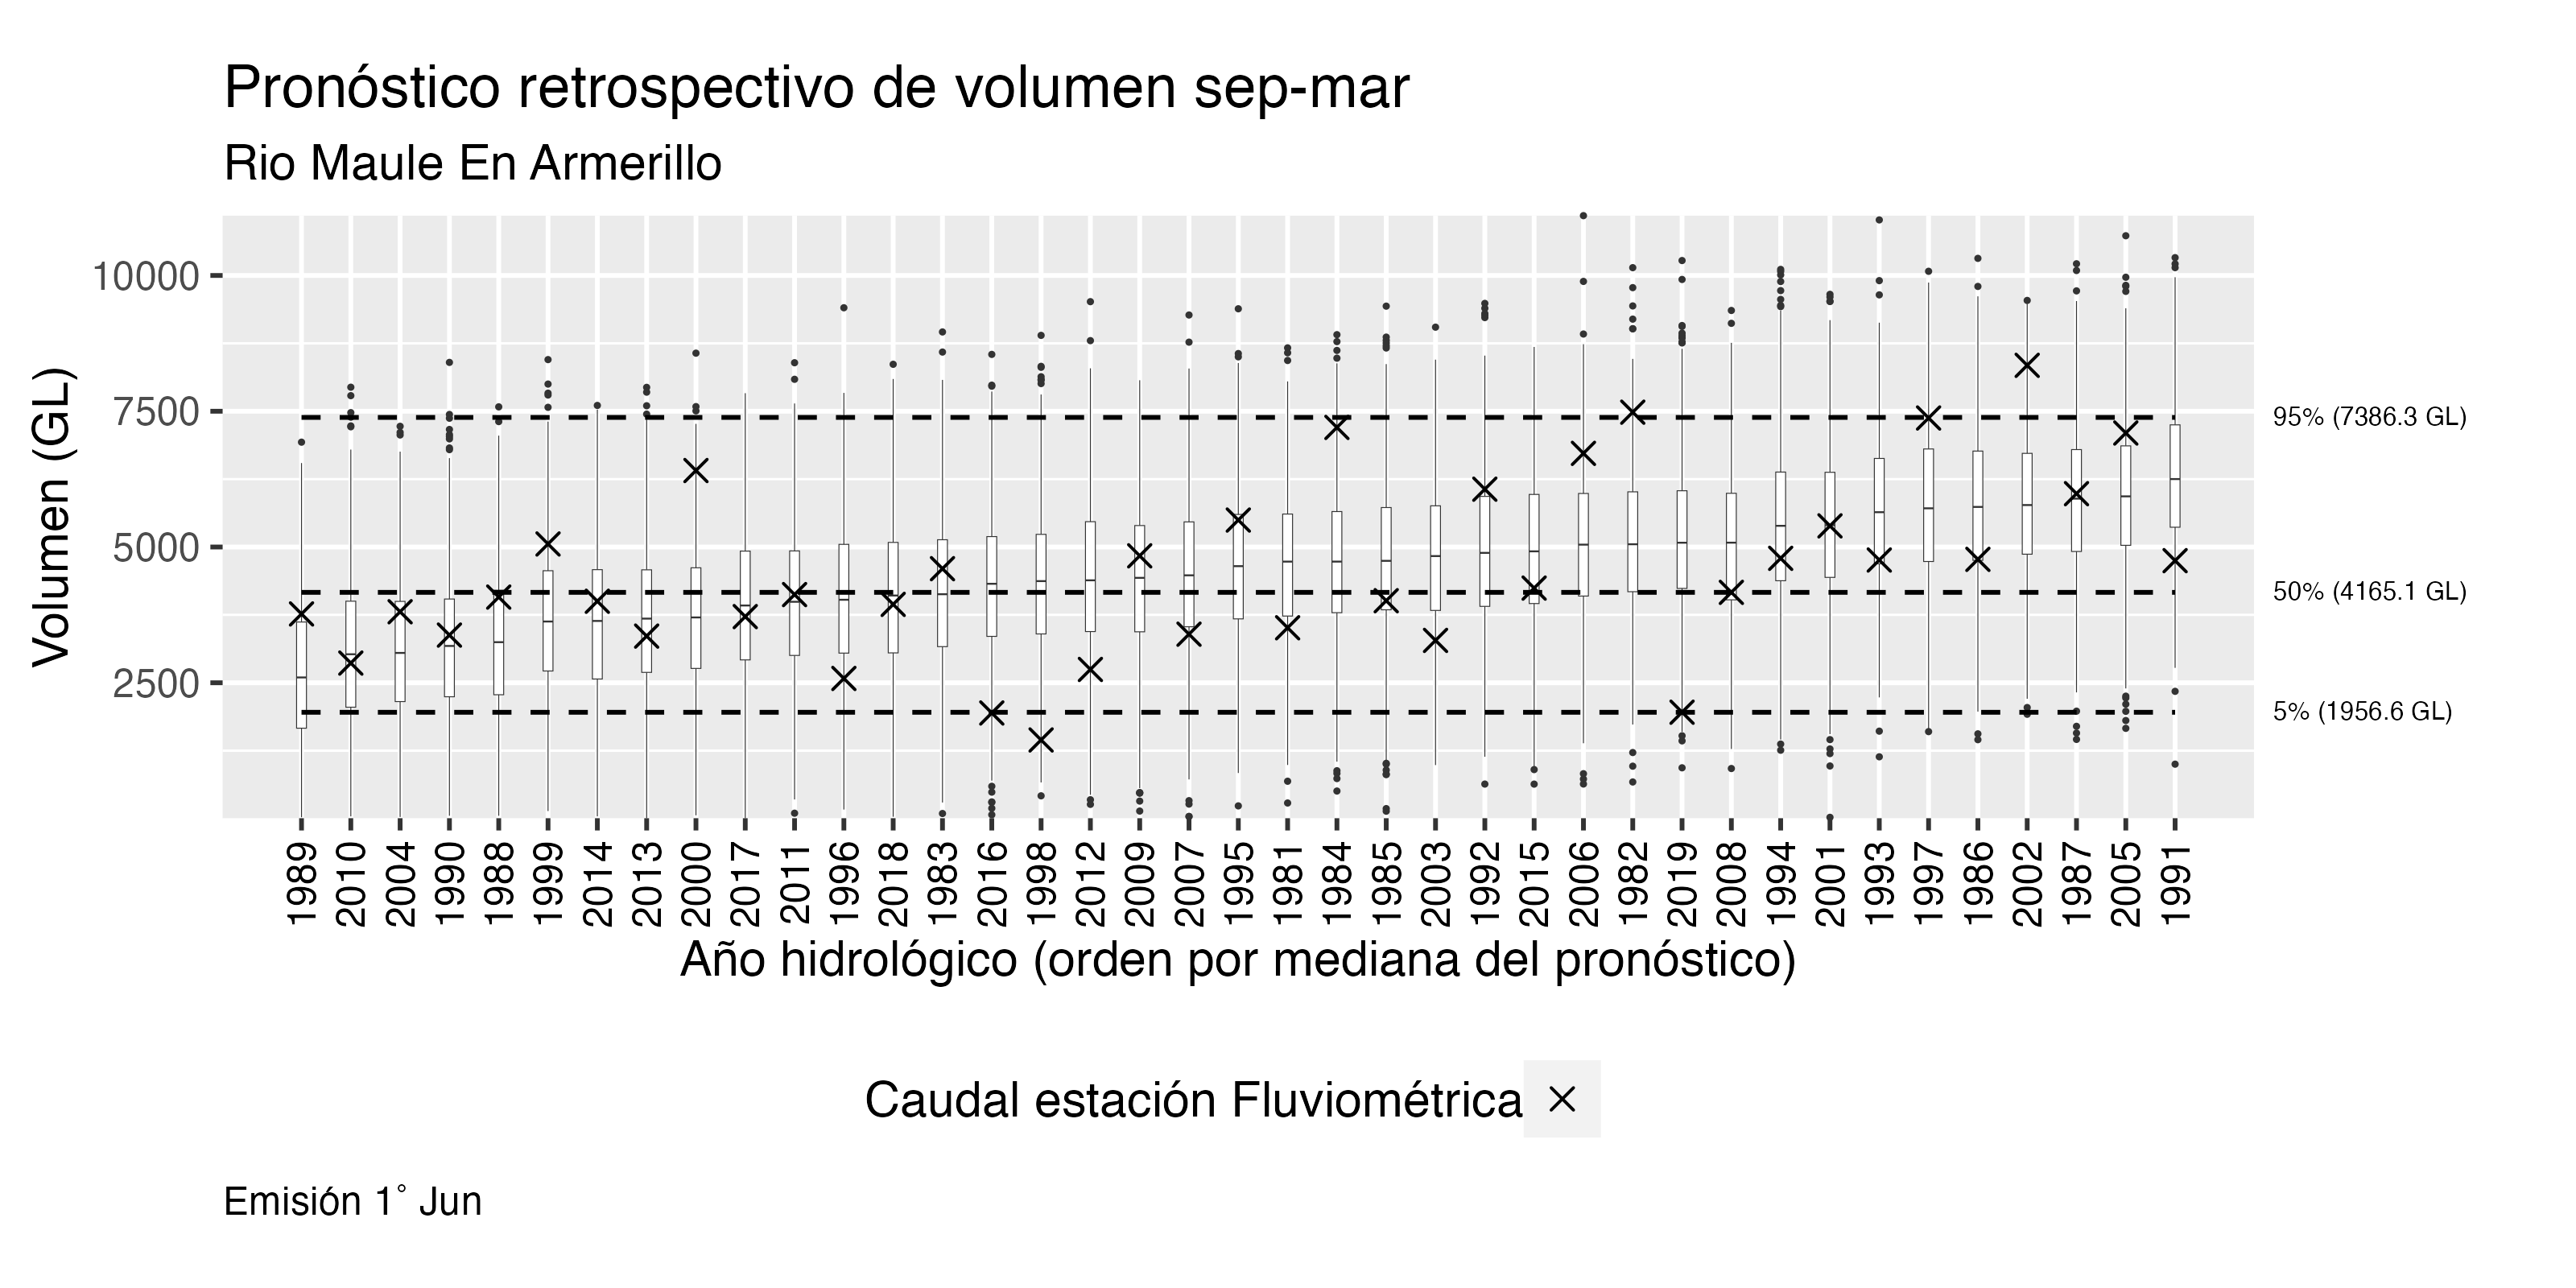 Pronóstico retrospectivo de volumen sep-mar
Rio Maule En Armerillo
Volumen (GL)
10000
7500
5000
2500
95% (7386.3 GL)
50% (4165.1 GL)
5% (1956.6 GL)
1989 2010 2004 1990 1988 1999 2014 2013 2000 2017 2011 1996 2018 1983 2016 1998 2012 2009 2007 1995 1981 1984 1985 2003 1992 2015 2006 1982 2019 2008 1994 2001 1993 1997 1986 2002 1987 2005 1991
Año hidrológico (orden por mediana del pronóstico)
Caudal estación Fluviométrica
Emisión 1° Jun